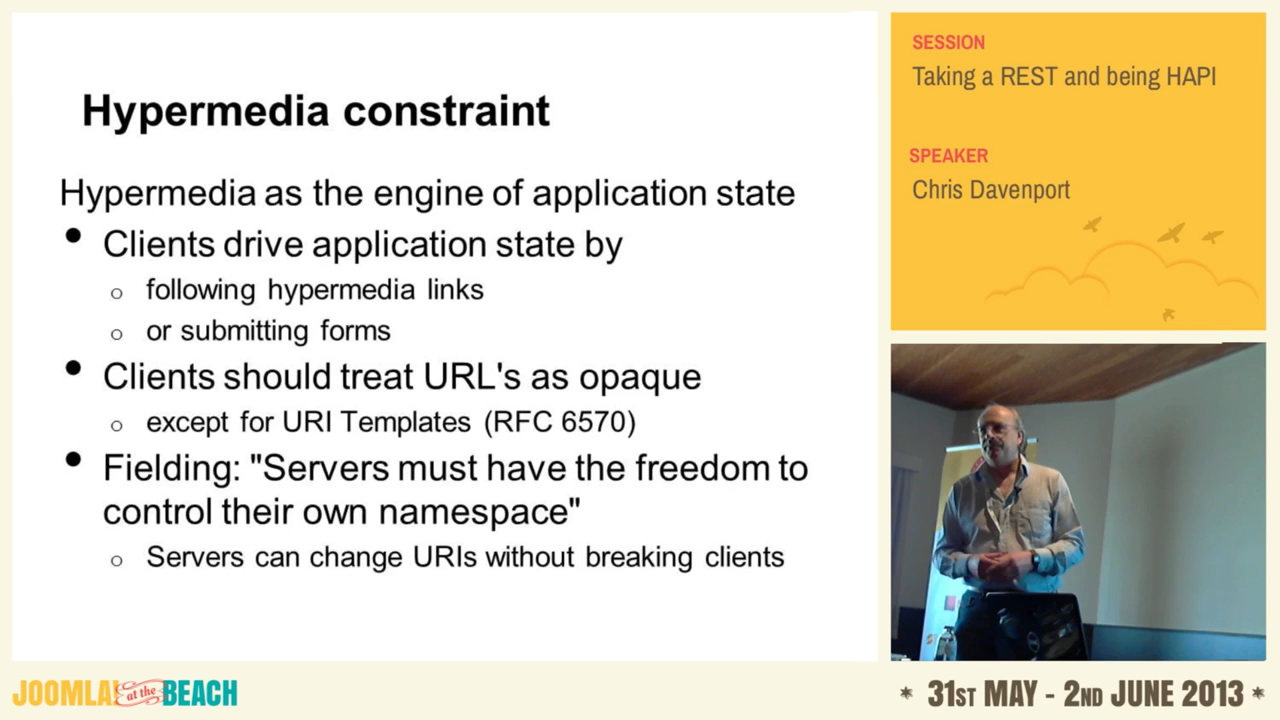 Hypermedia constraint
Hypermedia as the engine of application state
• Clients drive application state by
o following hypermedia links
o or submitting forms
• Clients should treat URL's as opaque
o except for URI Templates (RFC 6570)
• Fielding: "Servers must have the freedom to
control their own namespace"
o Servers can change URIs without breaking clients
SESSION
Taking a REST and being HAPI
SPEAKER
Chris Davenport
JOOMLA! at the BEACH
* 31ST MAY - 2ND JUNE 2013 *